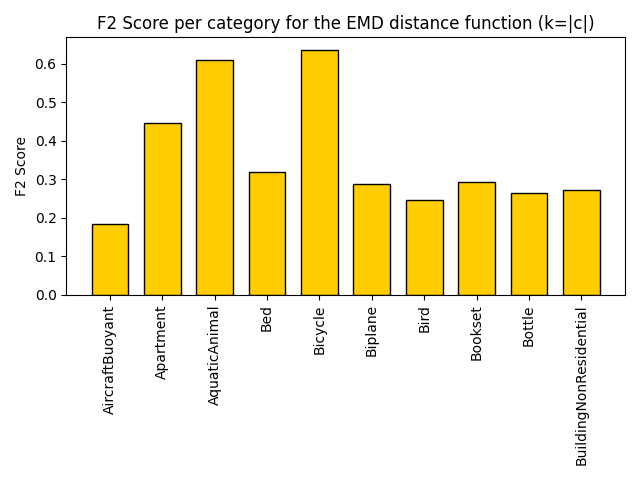 F2 Score per category for the EMD distance function (k=|c|)
F2 Score
0.6
0.5
0.4
0.3
0.2
0.1
0.0
AircraftBuoyant
Apartment
AquaticAnimal
Bed
Bicycle
Biplane
Bird
Bookset
Bottle
BuildingNonResidential